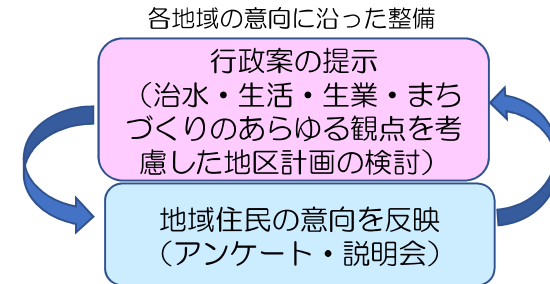 各地域の意向に沿った整備
行政案の提示
（治水・生活・生業・まち
づくりのあらゆる観点を考
慮した地区計画の検討）
地域住民の意向を反映
（アンケート・説明会）